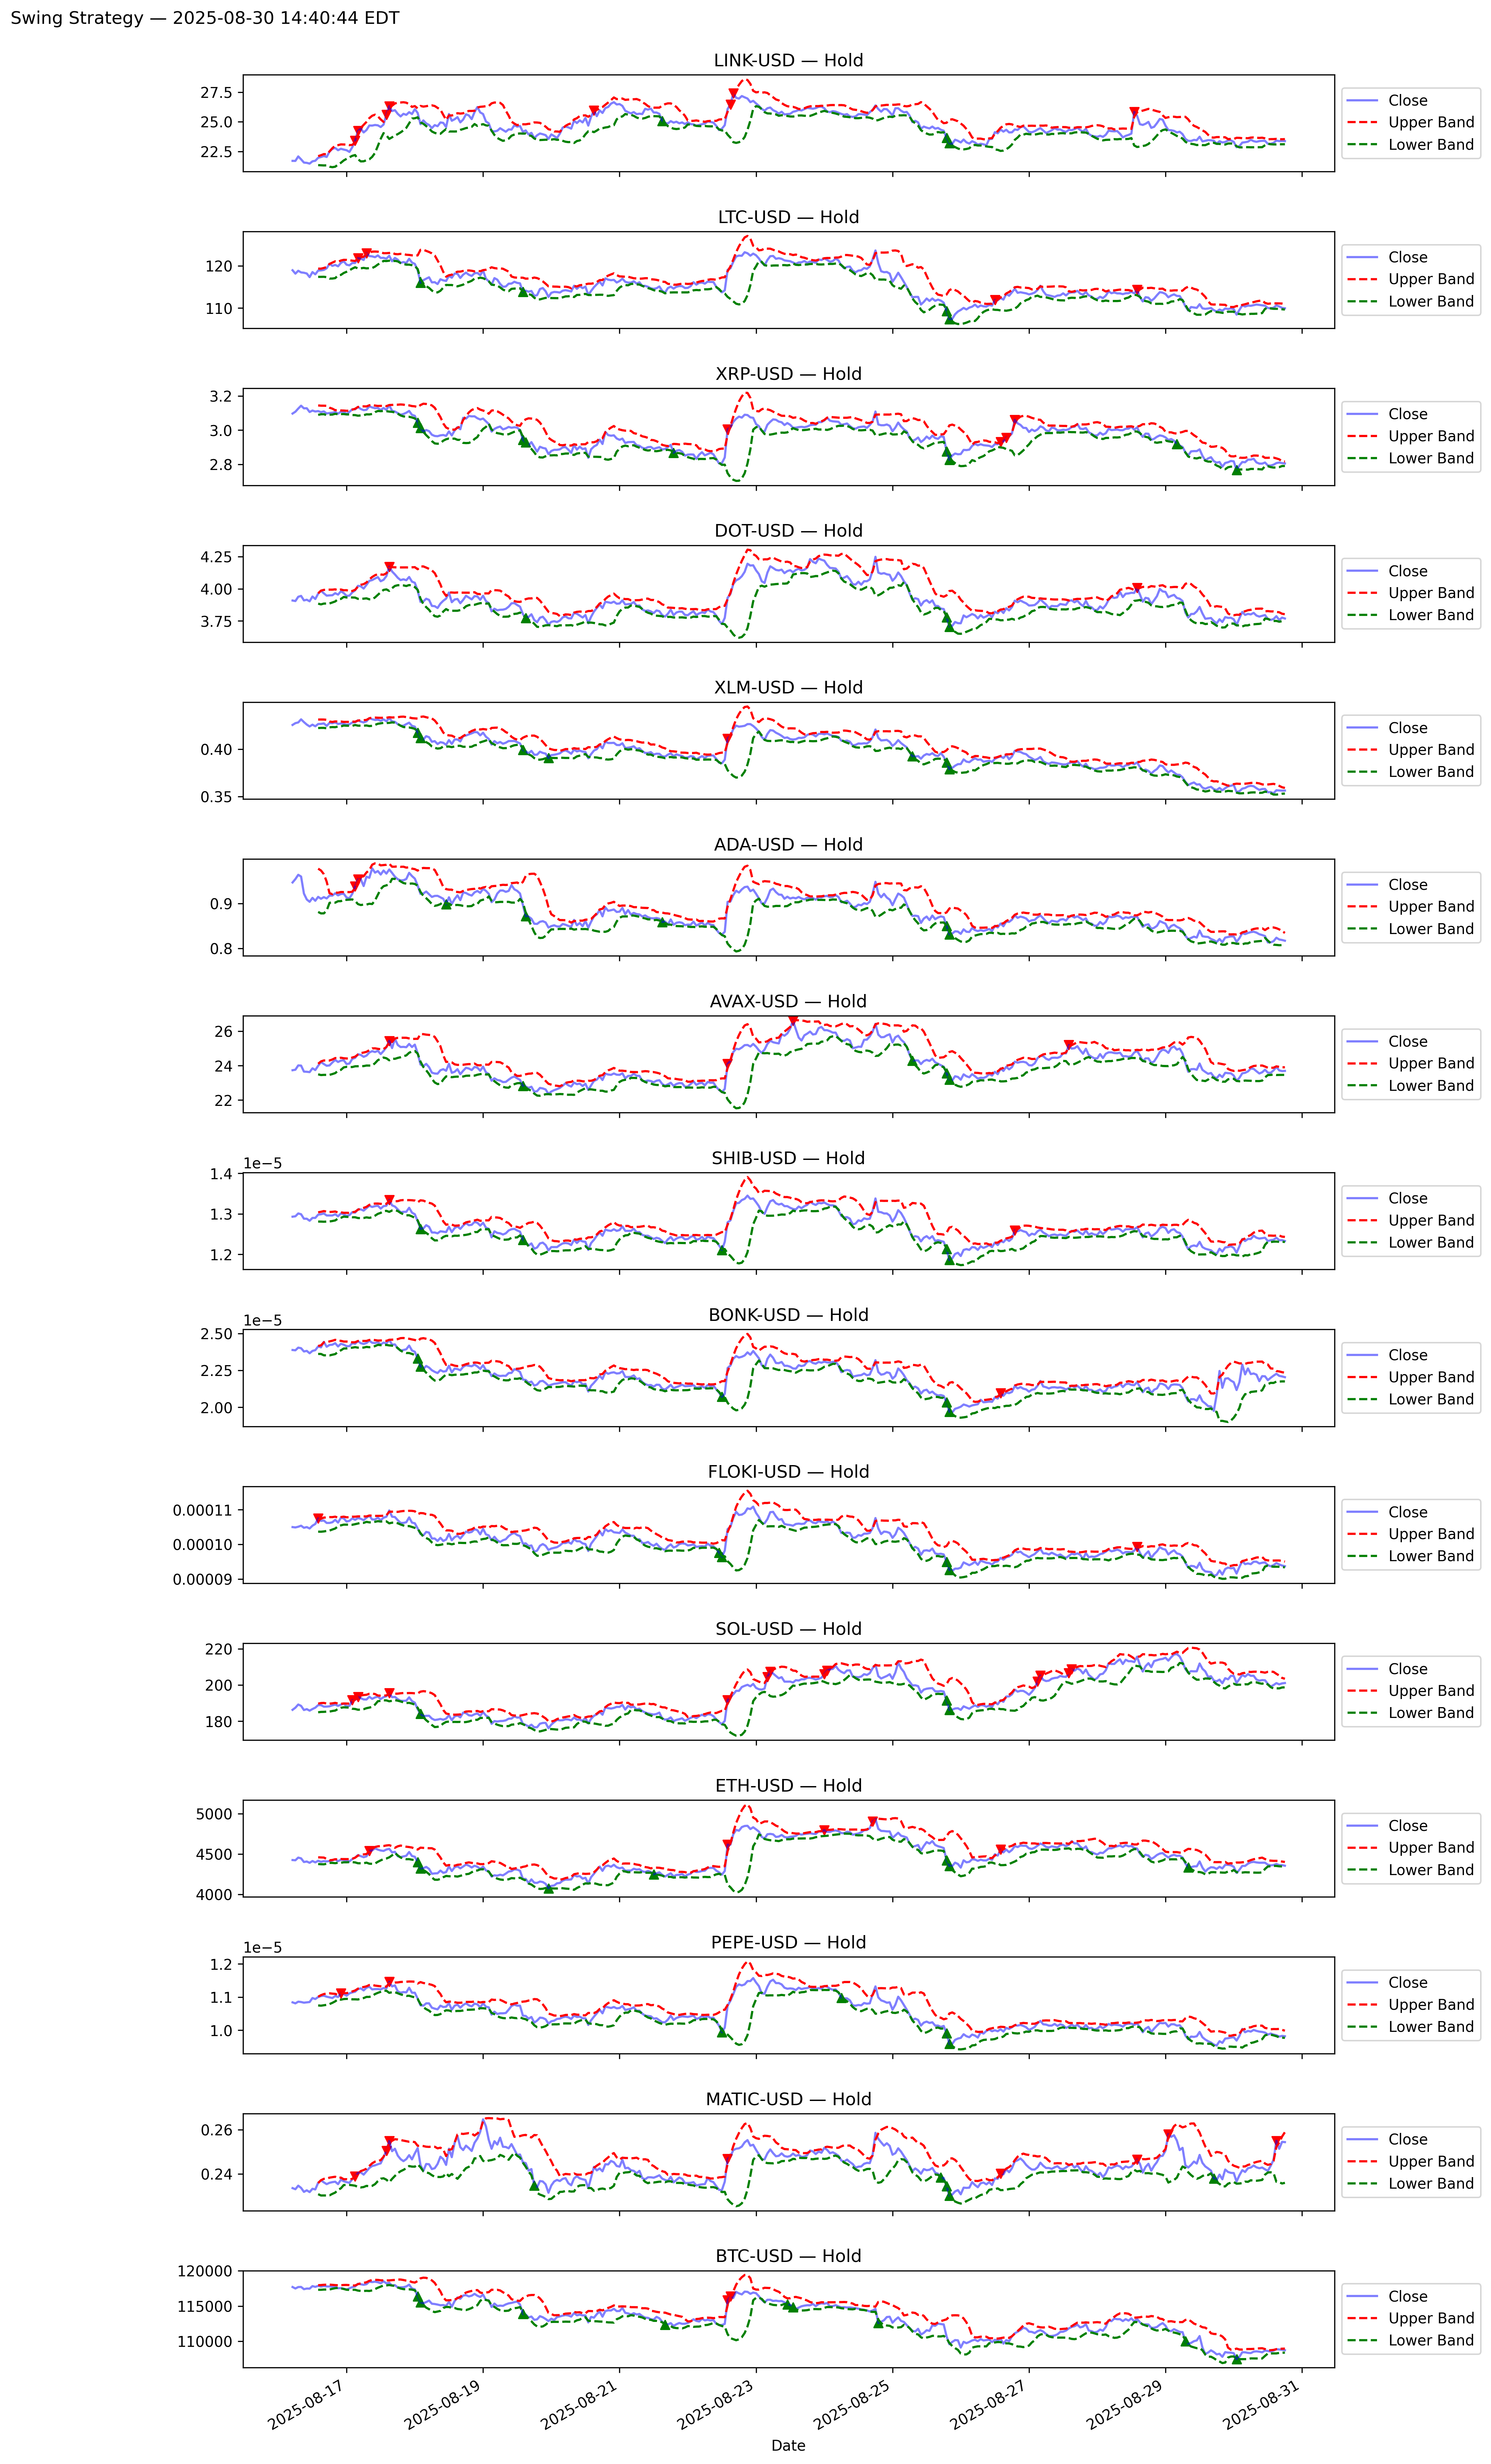 Swing Strategy — 2025-08-30 14:40:44 EDT
LINK-USD — Hold
27.5
25.0
22.5
Close
Upper Band
Lower Band
LTC-USD — Hold
120
110
Close
Upper Band
Lower Band
XRP-USD — Hold
3.2
3.0
2.8
Close
Upper Band
Lower Band
DOT-USD — Hold
4.25
4.00
3.75
Close
Upper Band
Lower Band
XLM-USD — Hold
0.40
0.35
Close
Upper Band
Lower Band
ADA-USD — Hold
0.9
0.8
Close
Upper Band
Lower Band
AVAX-USD — Hold
26
24
22
Close
Upper Band
Lower Band
SHIB-USD — Hold
1e−5
1.4
1.3
1.2
Close
Upper Band
Lower Band
BONK-USD — Hold
1e−5
2.50
2.25
2.00
Close
Upper Band
Lower Band
FLOKI-USD — Hold
0.00011
0.00010
0.00009
Close
Upper Band
Lower Band
SOL-USD — Hold
220
200
180
Close
Upper Band
Lower Band
ETH-USD — Hold
5000
4500
4000
Close
Upper Band
Lower Band
PEPE-USD — Hold
1e−5
1.2
1.1
1.0
Close
Upper Band
Lower Band
MATIC-USD — Hold
0.26
0.24
Close
Upper Band
Lower Band
BTC-USD — Hold
120000
115000
110000
Close
Upper Band
Lower Band
2025-08-17
2025-08-19
2025-08-21
2025-08-23
2025-08-25
2025-08-27
2025-08-29
2025-08-31
Date